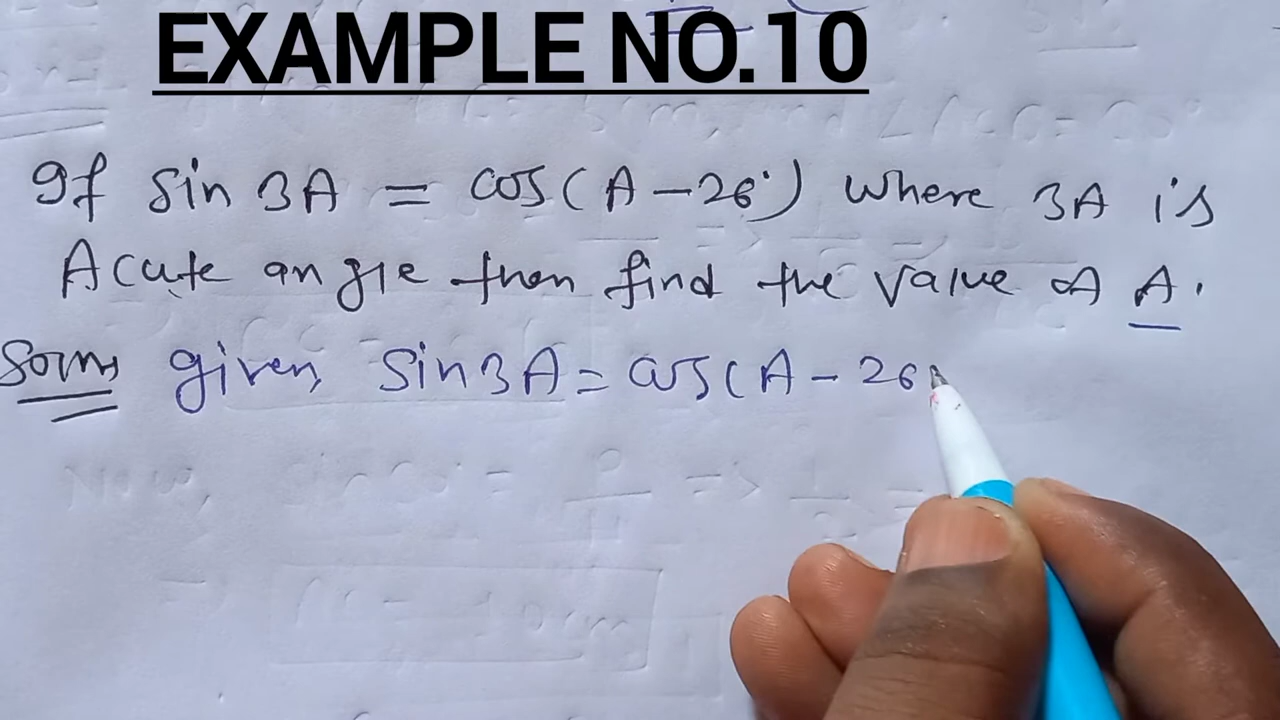 EXAMPLE NO.10
If sin 3A = cos(A - 26°) where 3A is
Acute angle then find the value of A.
Soln, given, sin3A = cos(A - 26